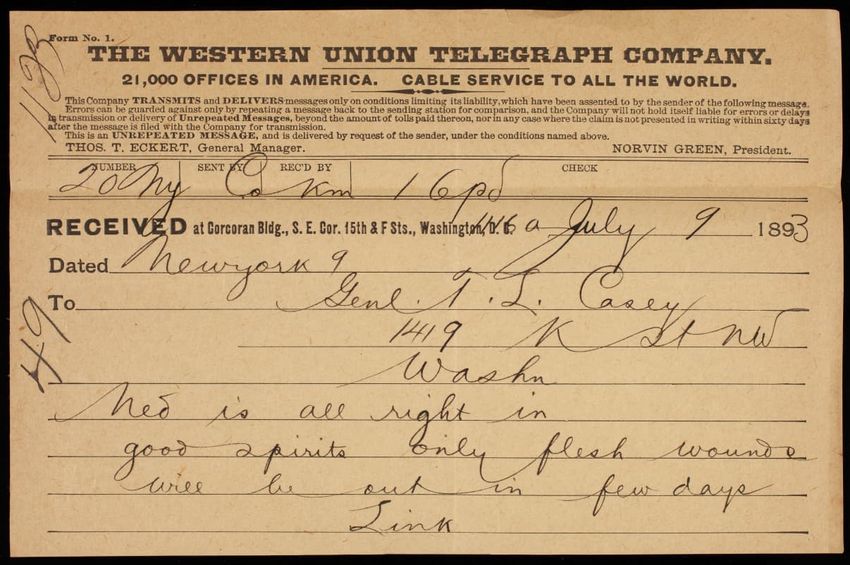 1123
Form No. 1.
THE WESTERN UNION TELEGRAPH COMPANY.
21,000 OFFICES IN AMERICA. CABLE SERVICE TO ALL THE WORLD.
This Company TRANSMITS and DELIVERS messages only on conditions limiting its liability, which have been assented to by the sender of the following message.
Errors can be guarded against only by repeating a message back to the sending station for comparison, and the Company will not hold itself liable for errors or delays
in transmission or delivery of Unrepeated Messages, beyond the amount of tolls paid thereon, nor in any case where the claim is not presented in writing within sixty days
after the message is filed with the Company for transmission.
This is an UNREPEATED MESSAGE, and is delivered by request of the sender, under the conditions named above.
THOS. T. ECKERT, General Manager. NORVIN GREEN, President.
NUMBER SENT BY REC'D BY CHECK
20 Ny Co Km 16 pd
RECEIVED at Corcoran Bldg., S. E. Cor. 15th & F Sts., Washington, D. C. July 9 1893
Dated Newyork 9
To Genl. T. L. Casey
1419 K St NW
Washn
49
Ned is all right in
good spirits only flesh wounds
will be out in few days
Link